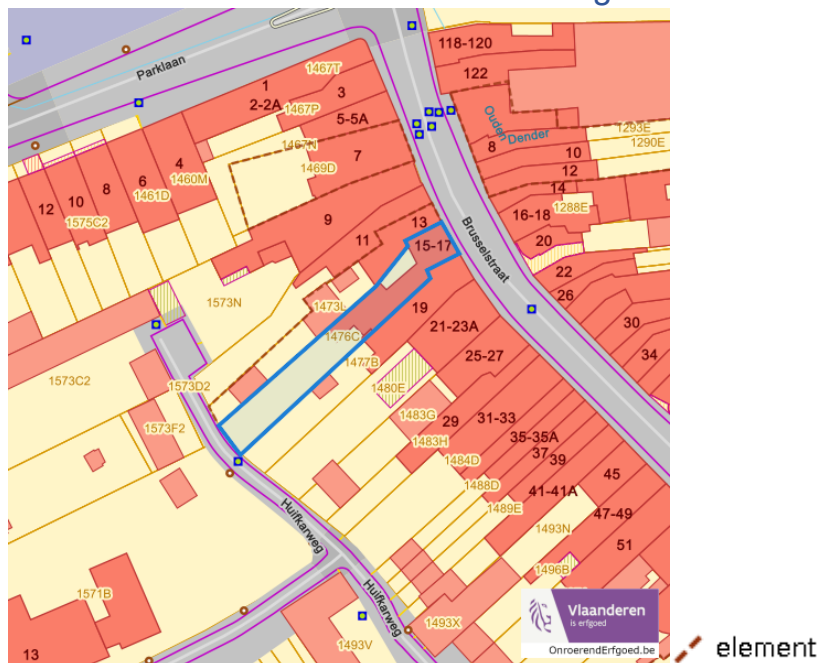 Parklaan
118-120
122
1
1467T
2-2A
1467P
3
5-5A
1467N
7
1469D
Ouden Dender
8
1293E
1290E
10
12
14
1288E
16-18
20
22
26
30
34
4
1460M
6
1461D
8
10
12
1575C2
9
11
13
15-17
Brusselstraat
1573N
1473L
1476C
19
21-23A
25-27
1477B
1480E
1573C2
1573D2
1573F2
1483G
29
1483H
31-33
35-35A
37
39
1484D
1488D
1489E
41-41A
45
47-49
51
1493N
1496B
Huifkarweg
Huifkarweg
1571B
13
1493V
1493X
Vlaanderen
is erfgoed
OnroerendErfgoed.be
element